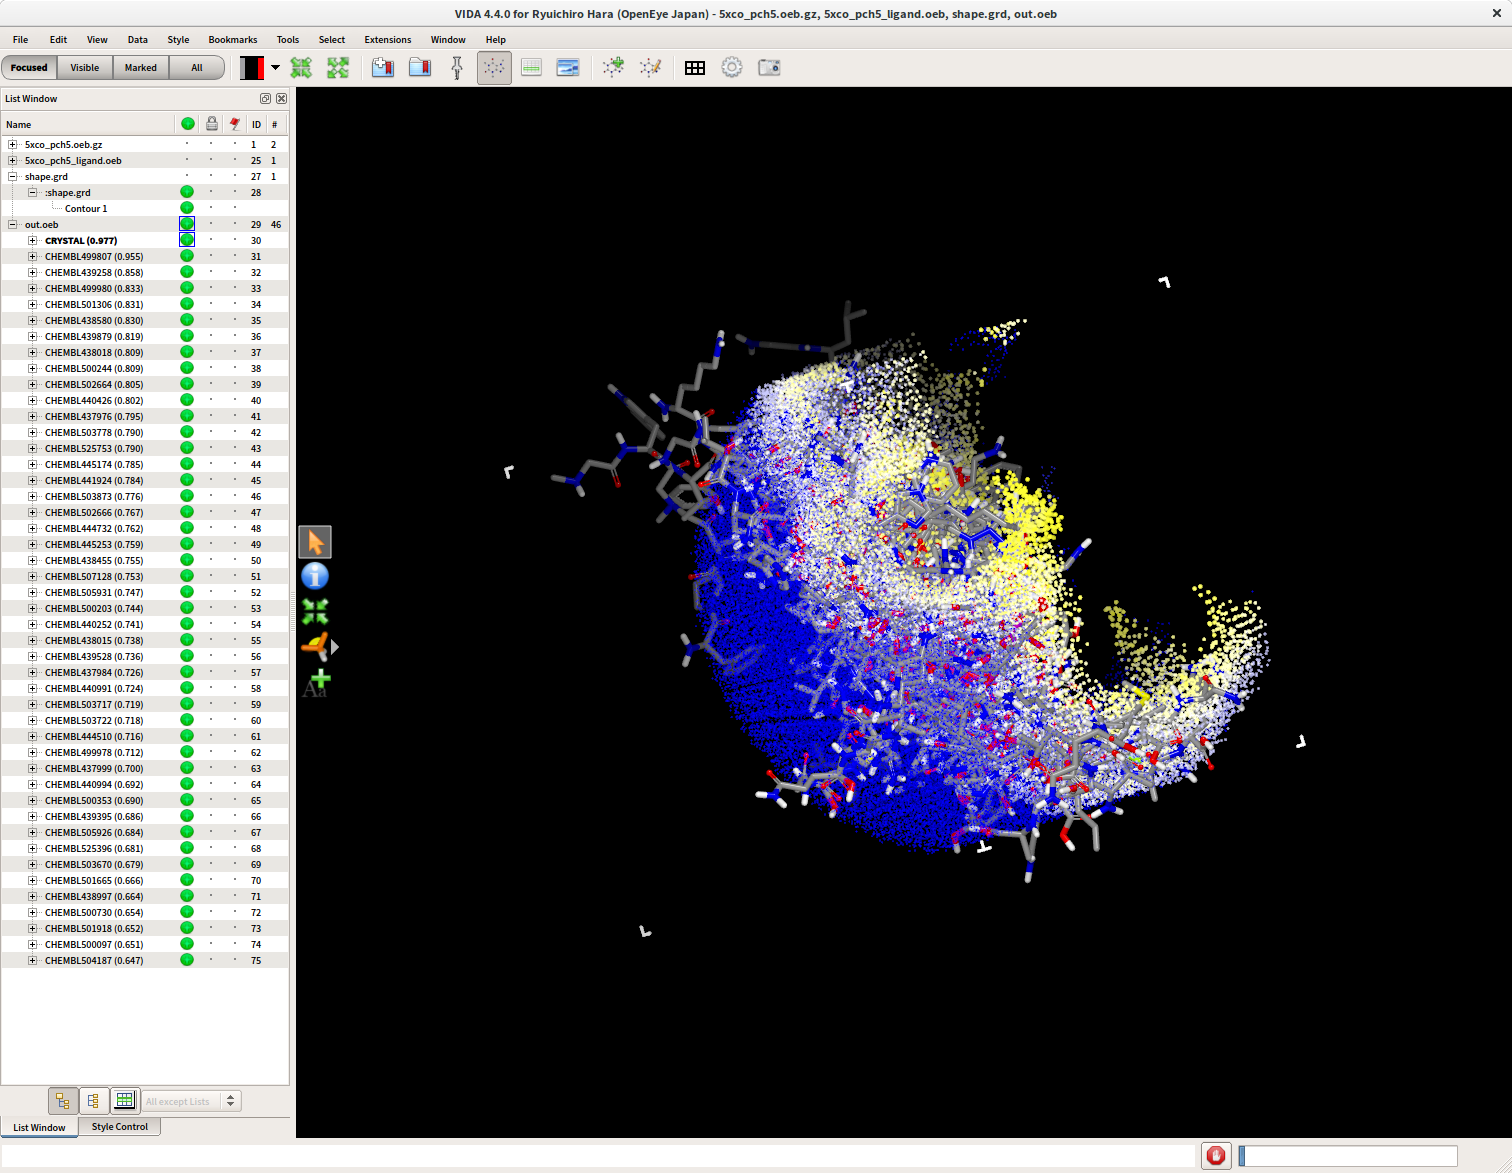 VIDA 4.4.0 for Ryuichiro Hara (OpenEye Japan) - 5xco_pch5.oeb.gz, 5xco_pch5_ligand.oeb, shape.grd, out.oeb
File Edit View Data Style Bookmarks Tools Select Extensions Window Help
Focused Visible Marked All
List Window
Name ID #
5xco_pch5.oeb.gz 1 2
5xco_pch5_ligand.oeb 25 1
shape.grd 27 1
:shape.grd 28
Contour 1
out.oeb 29 46
CRYSTAL (0.977) 30
CHEMBL499807 (0.955) 31
CHEMBL439258 (0.858) 32
CHEMBL499980 (0.833) 33
CHEMBL501306 (0.831) 34
CHEMBL438580 (0.830) 35
CHEMBL439879 (0.819) 36
CHEMBL438018 (0.809) 37
CHEMBL500244 (0.809) 38
CHEMBL502664 (0.805) 39
CHEMBL440426 (0.802) 40
CHEMBL437976 (0.795) 41
CHEMBL503778 (0.790) 42
CHEMBL525753 (0.790) 43
CHEMBL445174 (0.785) 44
CHEMBL441924 (0.784) 45
CHEMBL503873 (0.776) 46
CHEMBL502666 (0.767) 47
CHEMBL444732 (0.762) 48
CHEMBL445253 (0.759) 49
CHEMBL438455 (0.755) 50
CHEMBL507128 (0.753) 51
CHEMBL505931 (0.747) 52
CHEMBL500203 (0.744) 53
CHEMBL440252 (0.741) 54
CHEMBL438015 (0.738) 55
CHEMBL439528 (0.736) 56
CHEMBL437984 (0.726) 57
CHEMBL440991 (0.724) 58
CHEMBL503717 (0.719) 59
CHEMBL503722 (0.718) 60
CHEMBL444510 (0.716) 61
CHEMBL499978 (0.712) 62
CHEMBL437999 (0.700) 63
CHEMBL440994 (0.692) 64
CHEMBL500353 (0.690) 65
CHEMBL439395 (0.686) 66
CHEMBL505926 (0.684) 67
CHEMBL525396 (0.681) 68
CHEMBL503670 (0.679) 69
CHEMBL501665 (0.666) 70
CHEMBL438997 (0.664) 71
CHEMBL500730 (0.654) 72
CHEMBL501918 (0.652) 73
CHEMBL500097 (0.651) 74
CHEMBL504187 (0.647) 75
Aa
All except Lists
List Window Style Control